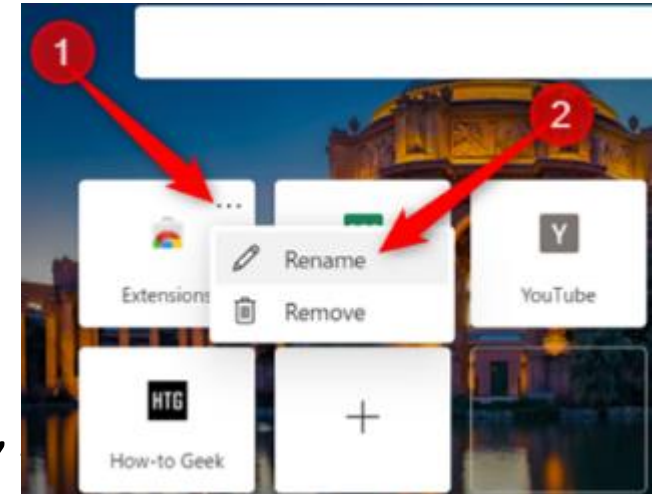 1
2
...
Rename
Extensions
Y
YouTube
Remove
HTG
+
How-to Geek